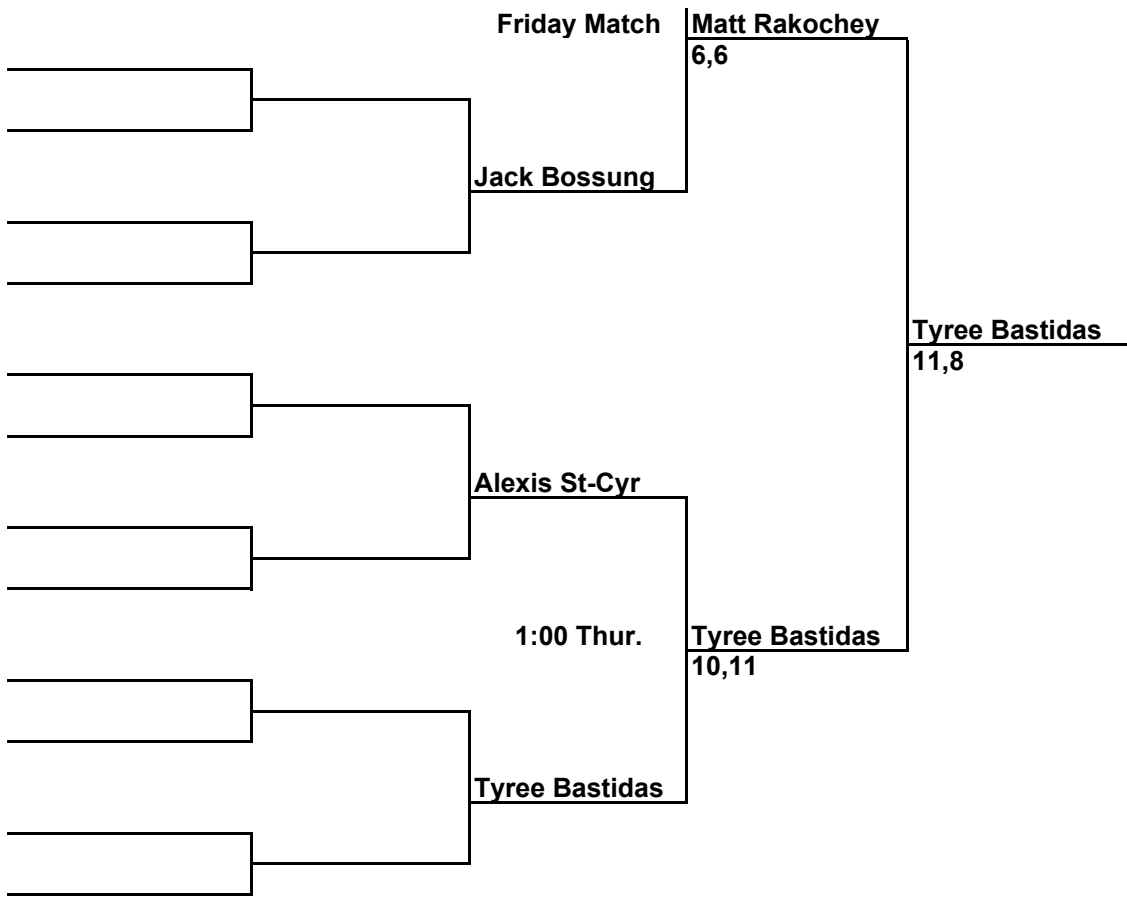 Friday Match
Matt Rakochey
6,6
Jack Bossung
Tyree Bastidas
11,8
Alexis St-Cyr
1:00 Thur.
Tyree Bastidas
10,11
Tyree Bastidas